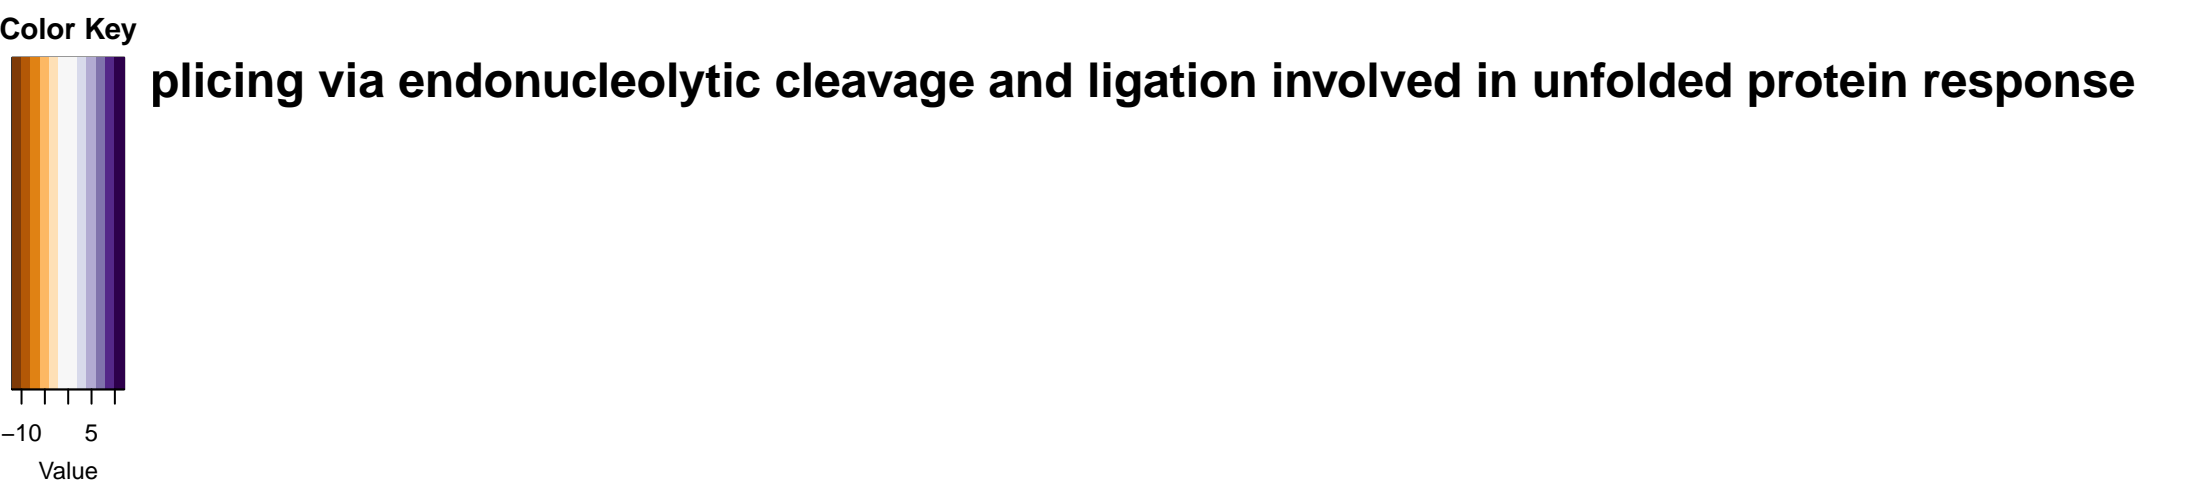 Color Key
plicing via endonucleolytic cleavage and ligation involved in unfolded protein response
−10 5
Value